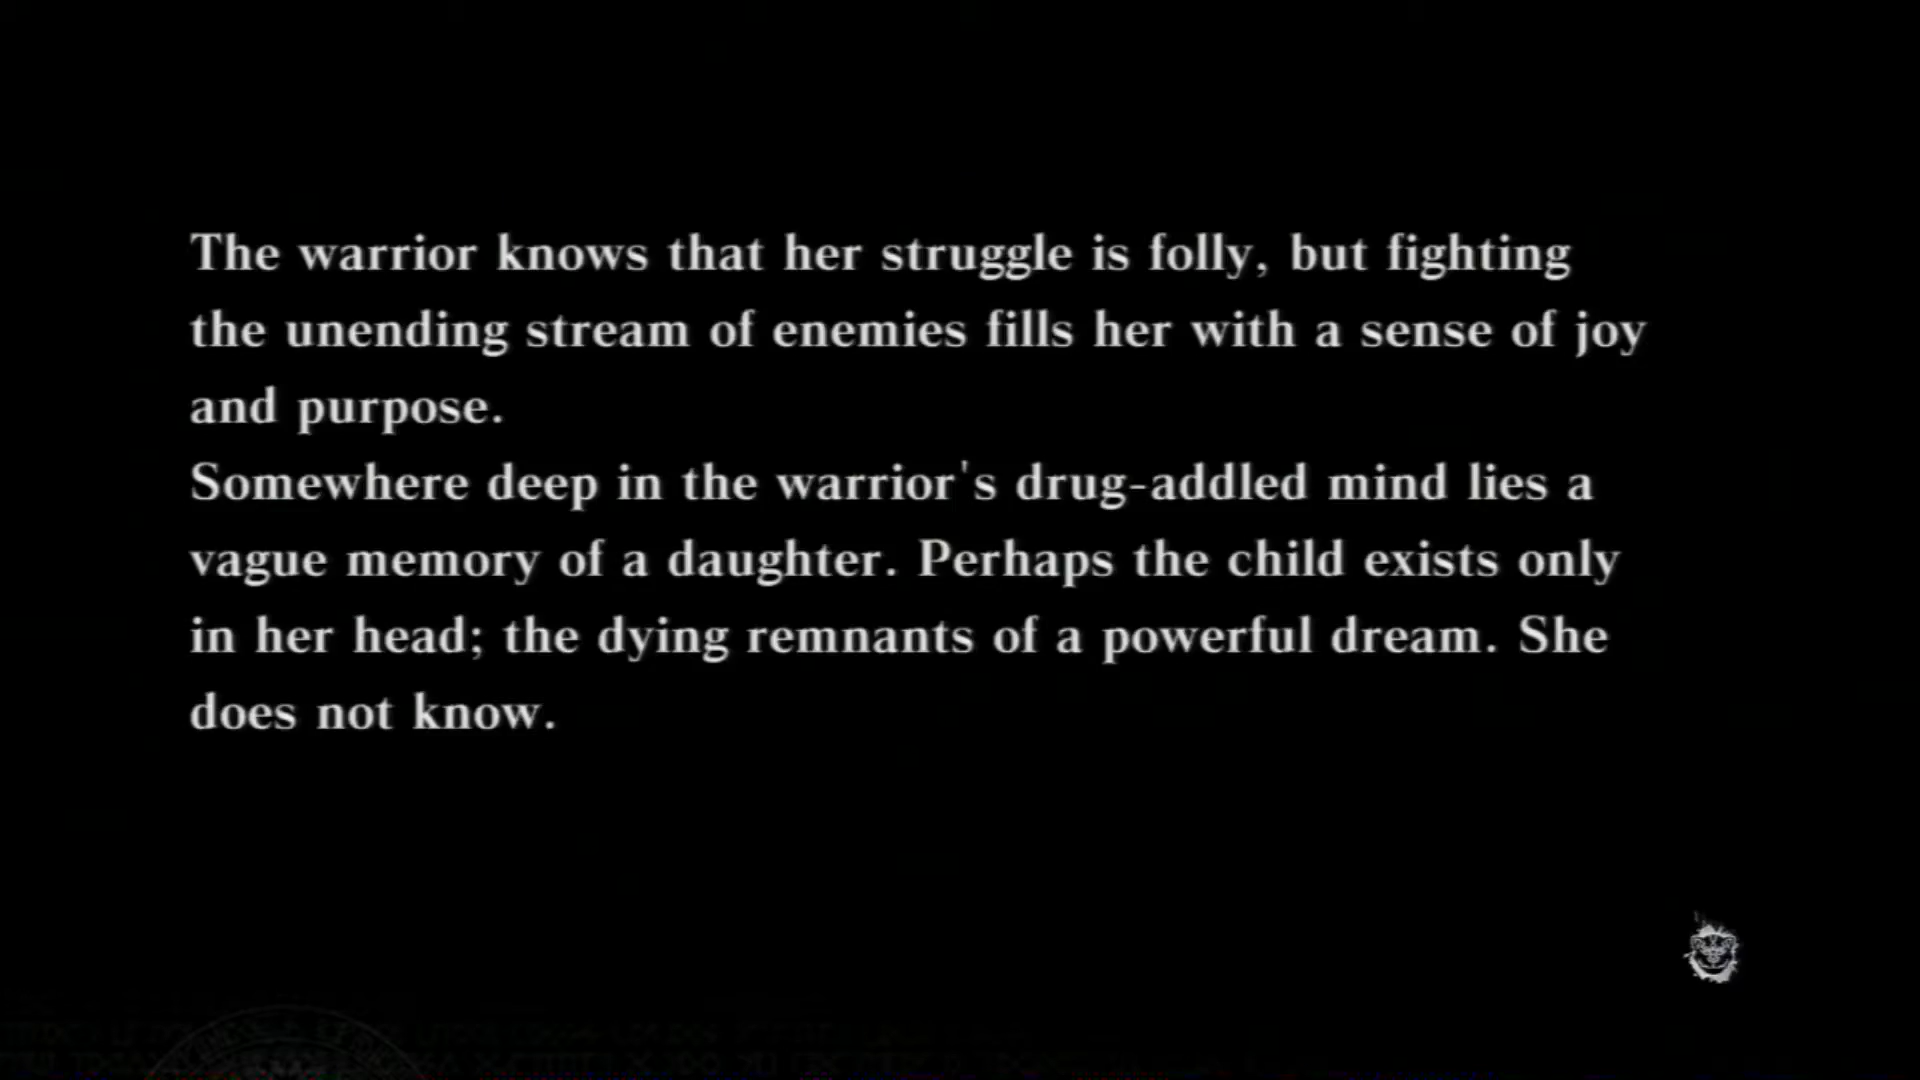 The warrior knows that her struggle is folly, but fighting
the unending stream of enemies fills her with a sense of joy
and purpose.
Somewhere deep in the warrior's drug-addled mind lies a
vague memory of a daughter. Perhaps the child exists only
in her head; the dying remnants of a powerful dream. She
does not know.